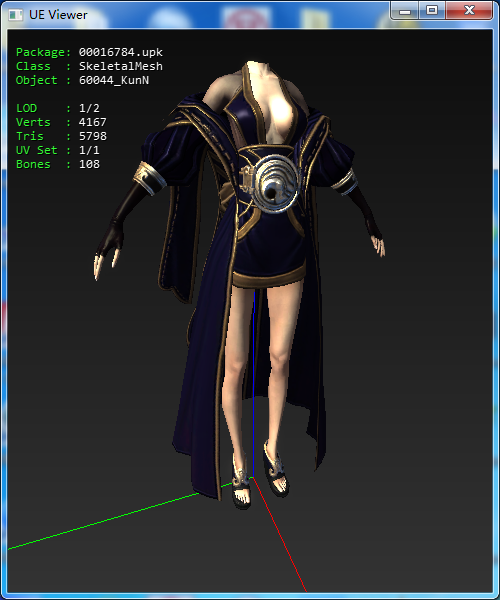 UE Viewer
Package: 00016784.upk
Class : SkeletalMesh
Object : 60044_KunN
LOD : 1/2
Verts : 4167
Tris : 5798
UV Set : 1/1
Bones : 108